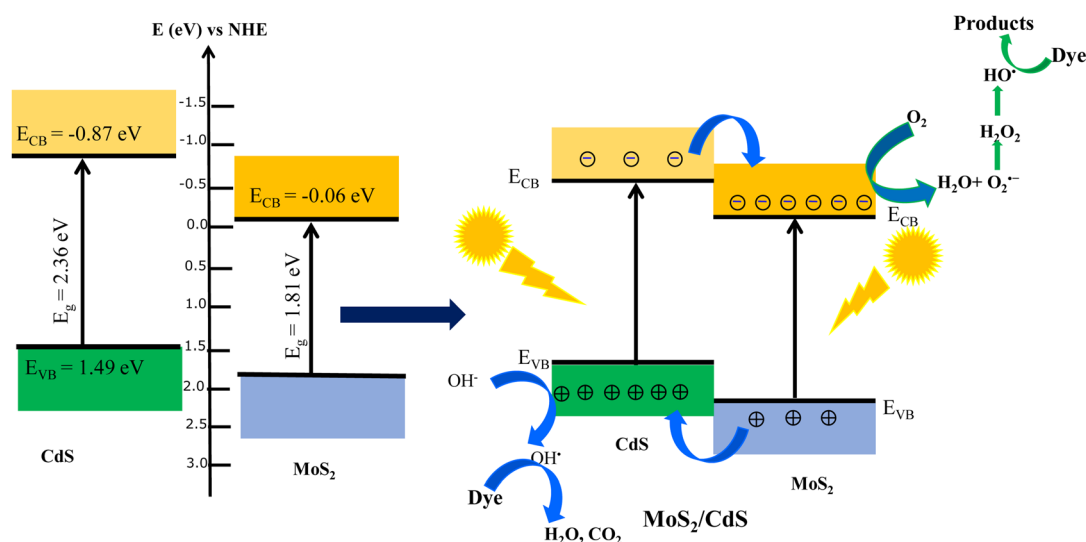 E (eV) vs NHE
-1.5
-1.0
-0.5
0.0
0.5
1.0
1.5
2.0
2.5
3.0
E_CB = -0.87 eV
E_g = 2.36 eV
E_VB = 1.49 eV
CdS
E_CB = -0.06 eV
E_g = 1.81 eV
MoS₂
E_CB
E_VB
CdS
OH⁻
OH•
Dye
H₂O, CO₂
MoS₂/CdS
E_CB
E_VB
MoS₂
O₂
H₂O+ O₂•−
H₂O₂
HO•
Dye
Products